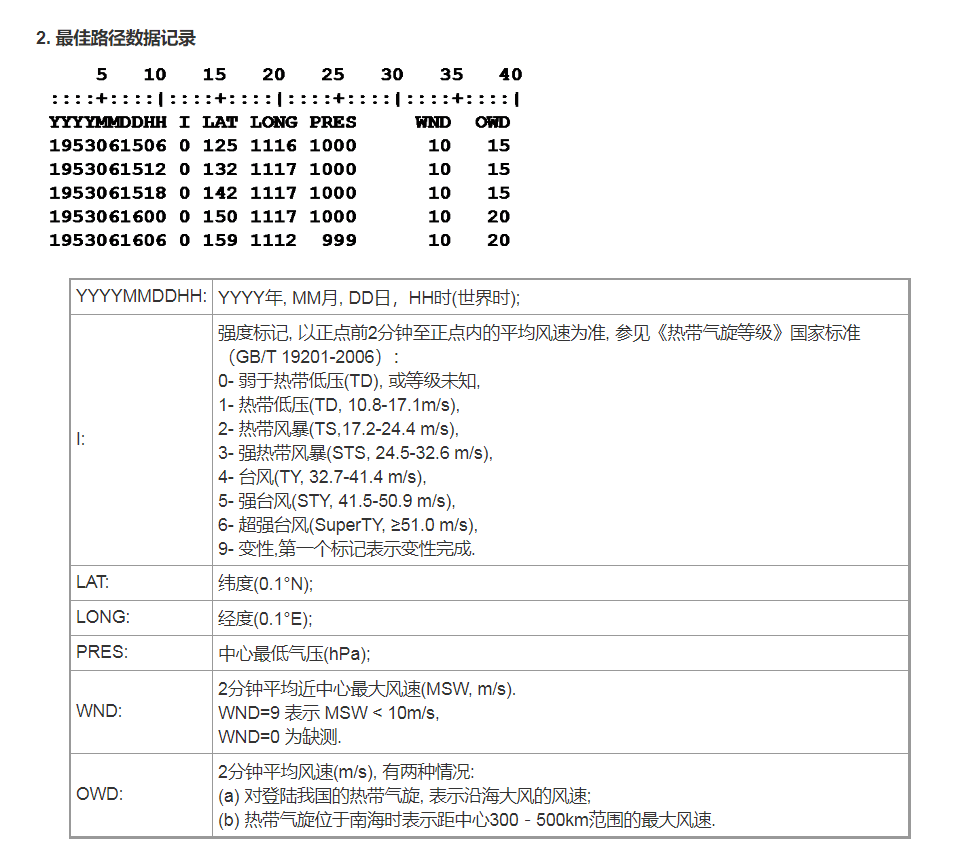 2. 最佳路径数据记录
5 10 15 20 25 30 35 40
::::+::::|::::+::::|::::+::::|::::+::::|
YYYYMMDDHH I LAT LONG PRES WND OWD
1953061506 0 125 1116 1000 10 15
1953061512 0 132 1117 1000 10 15
1953061518 0 142 1117 1000 10 15
1953061600 0 150 1117 1000 10 20
1953061606 0 159 1112 999 10 20
YYYYMMDDHH: YYYY年, MM月, DD日，HH时(世界时);
I:
强度标记, 以正点前2分钟至正点内的平均风速为准, 参见《热带气旋等级》国家标准
（GB/T 19201-2006）:
0- 弱于热带低压(TD), 或等级未知,
1- 热带低压(TD, 10.8-17.1m/s),
2- 热带风暴(TS,17.2-24.4 m/s),
3- 强热带风暴(STS, 24.5-32.6 m/s),
4- 台风(TY, 32.7-41.4 m/s),
5- 强台风(STY, 41.5-50.9 m/s),
6- 超强台风(SuperTY, ≥51.0 m/s),
9- 变性,第一个标记表示变性完成.
LAT: 纬度(0.1°N);
LONG: 经度(0.1°E);
PRES: 中心最低气压(hPa);
WND:
2分钟平均近中心最大风速(MSW, m/s).
WND=9 表示 MSW < 10m/s,
WND=0 为缺测.
OWD:
2分钟平均风速(m/s), 有两种情况:
(a) 对登陆我国的热带气旋, 表示沿海大风的风速;
(b) 热带气旋位于南海时表示距中心300﹣500km范围的最大风速.